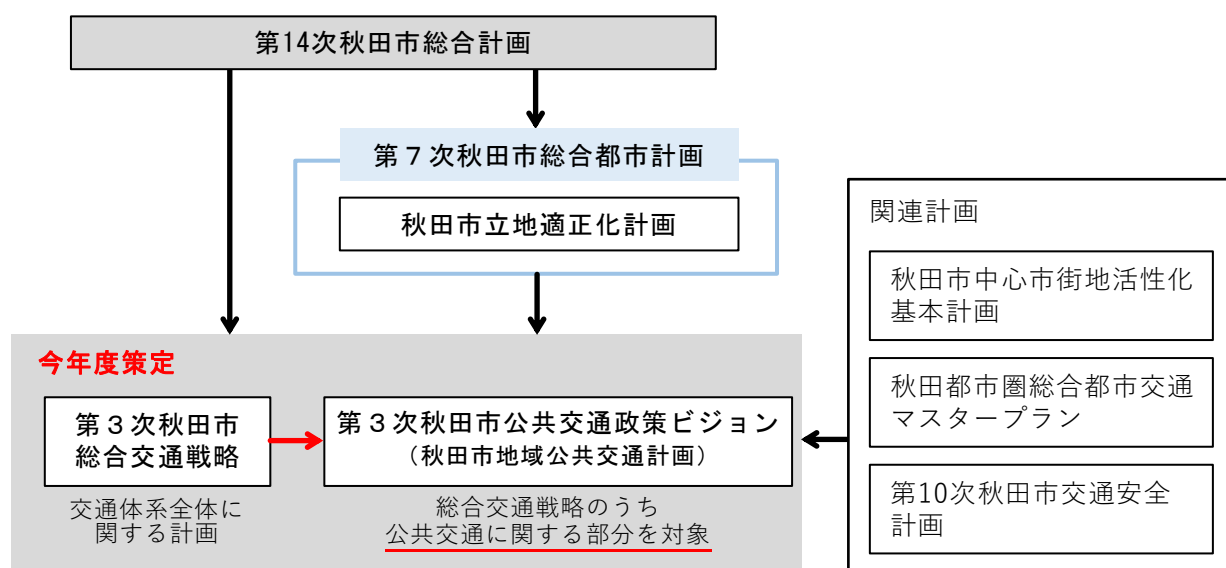 第14次秋田市総合計画
第７次秋田市総合都市計画
秋田市立地適正化計画
今年度策定
第３次秋田市
総合交通戦略
交通体系全体に
関する計画
第３次秋田市公共交通政策ビジョン
（秋田市地域公共交通計画）
総合交通戦略のうち
公共交通に関する部分を対象
関連計画
秋田市中心市街地活性化
基本計画
秋田都市圏総合都市交通
マスタープラン
第10次秋田市交通安全
計画